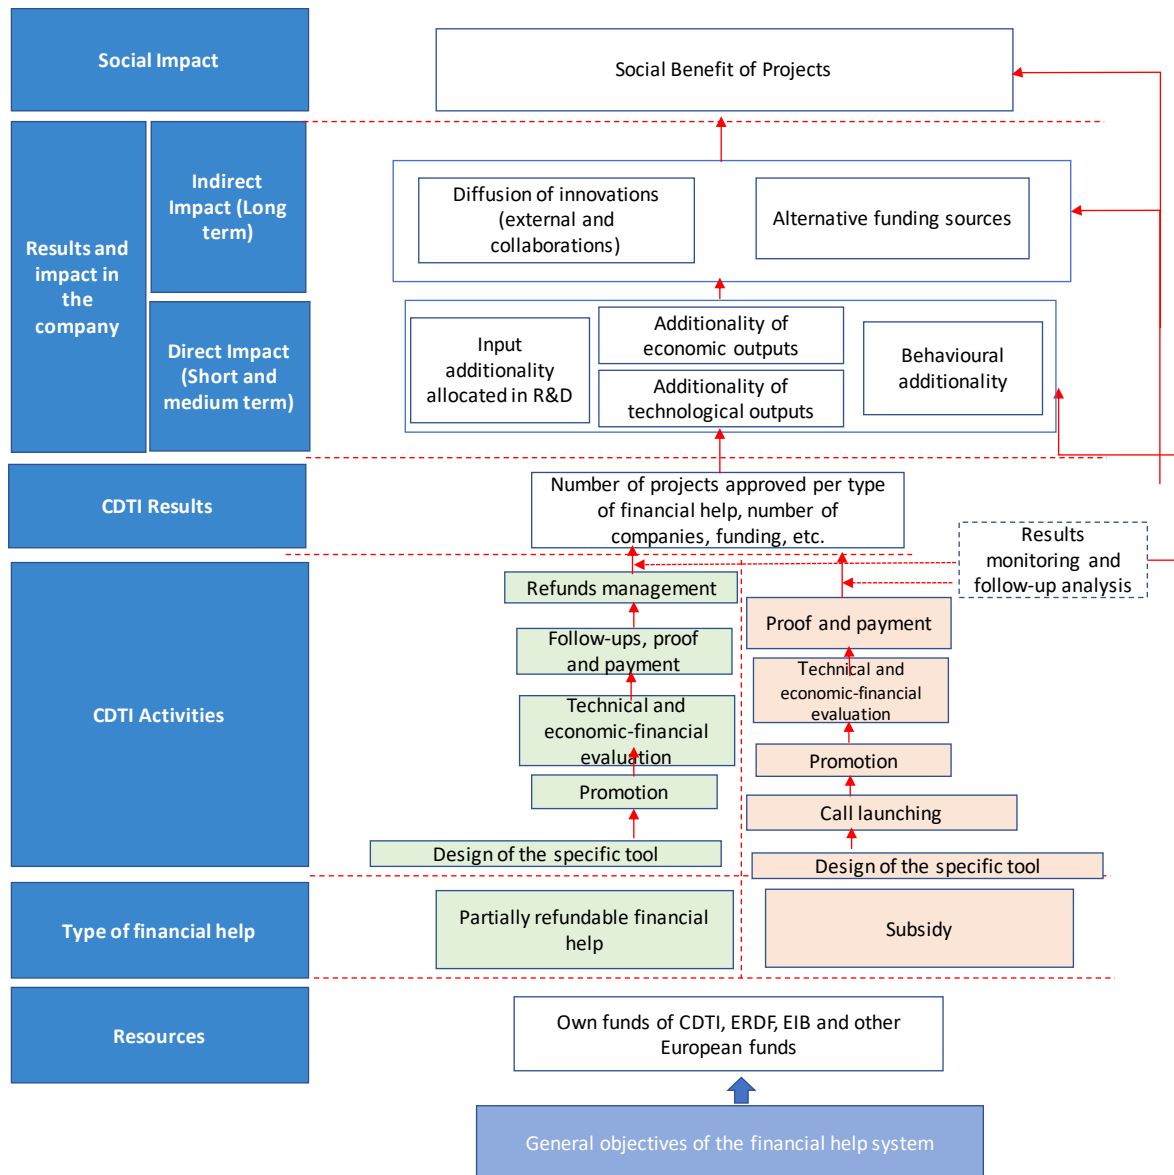 Social Impact
Social Benefit of Projects
Results and
impact in
the
company
Indirect
Impact (Long
term)
Diffusion of innovations
(external and
collaborations)
Alternative funding sources
Direct Impact
(Short and
medium term)
Input
additionality
allocated in R&D
Additionality of
economic outputs
Additionality of
technological outputs
Behavioural
additionality
CDTI Results
Number of projects approved per type
of financial help, number of
companies, funding, etc.
Results
monitoring and
follow-up analysis
CDTI Activities
Refunds management
Follow-ups, proof
and payment
Technical and
economic-financial
evaluation
Promotion
Design of the specific tool
Proof and payment
Technical and
economic-financial
evaluation
Promotion
Call launching
Design of the specific tool
Type of financial help
Partially refundable financial
help
Subsidy
Resources
Own funds of CDTI, ERDF, EIB and other
European funds
General objectives of the financial help system